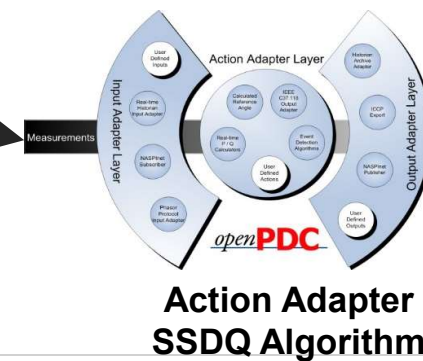 Measurements
Input Adapter Layer
User
Defined
Inputs
Real-time
Historian
Input Adapter
NASPInet
Subscriber
Phasor
Protocol
Input Adapter
Action Adapter Layer
Calculated
Reference
Angle
IEEE
C37.118
Output
Adapter
Real-time
P / Q
Calculators
Event
Detection
Algorithms
User
Defined
Actions
openPDC
Output Adapter Layer
Historian
Archive
Adapter
ICCP
Export
NASPInet
Publisher
User
Defined
Outputs
Action Adapter
SSDQ Algorithm